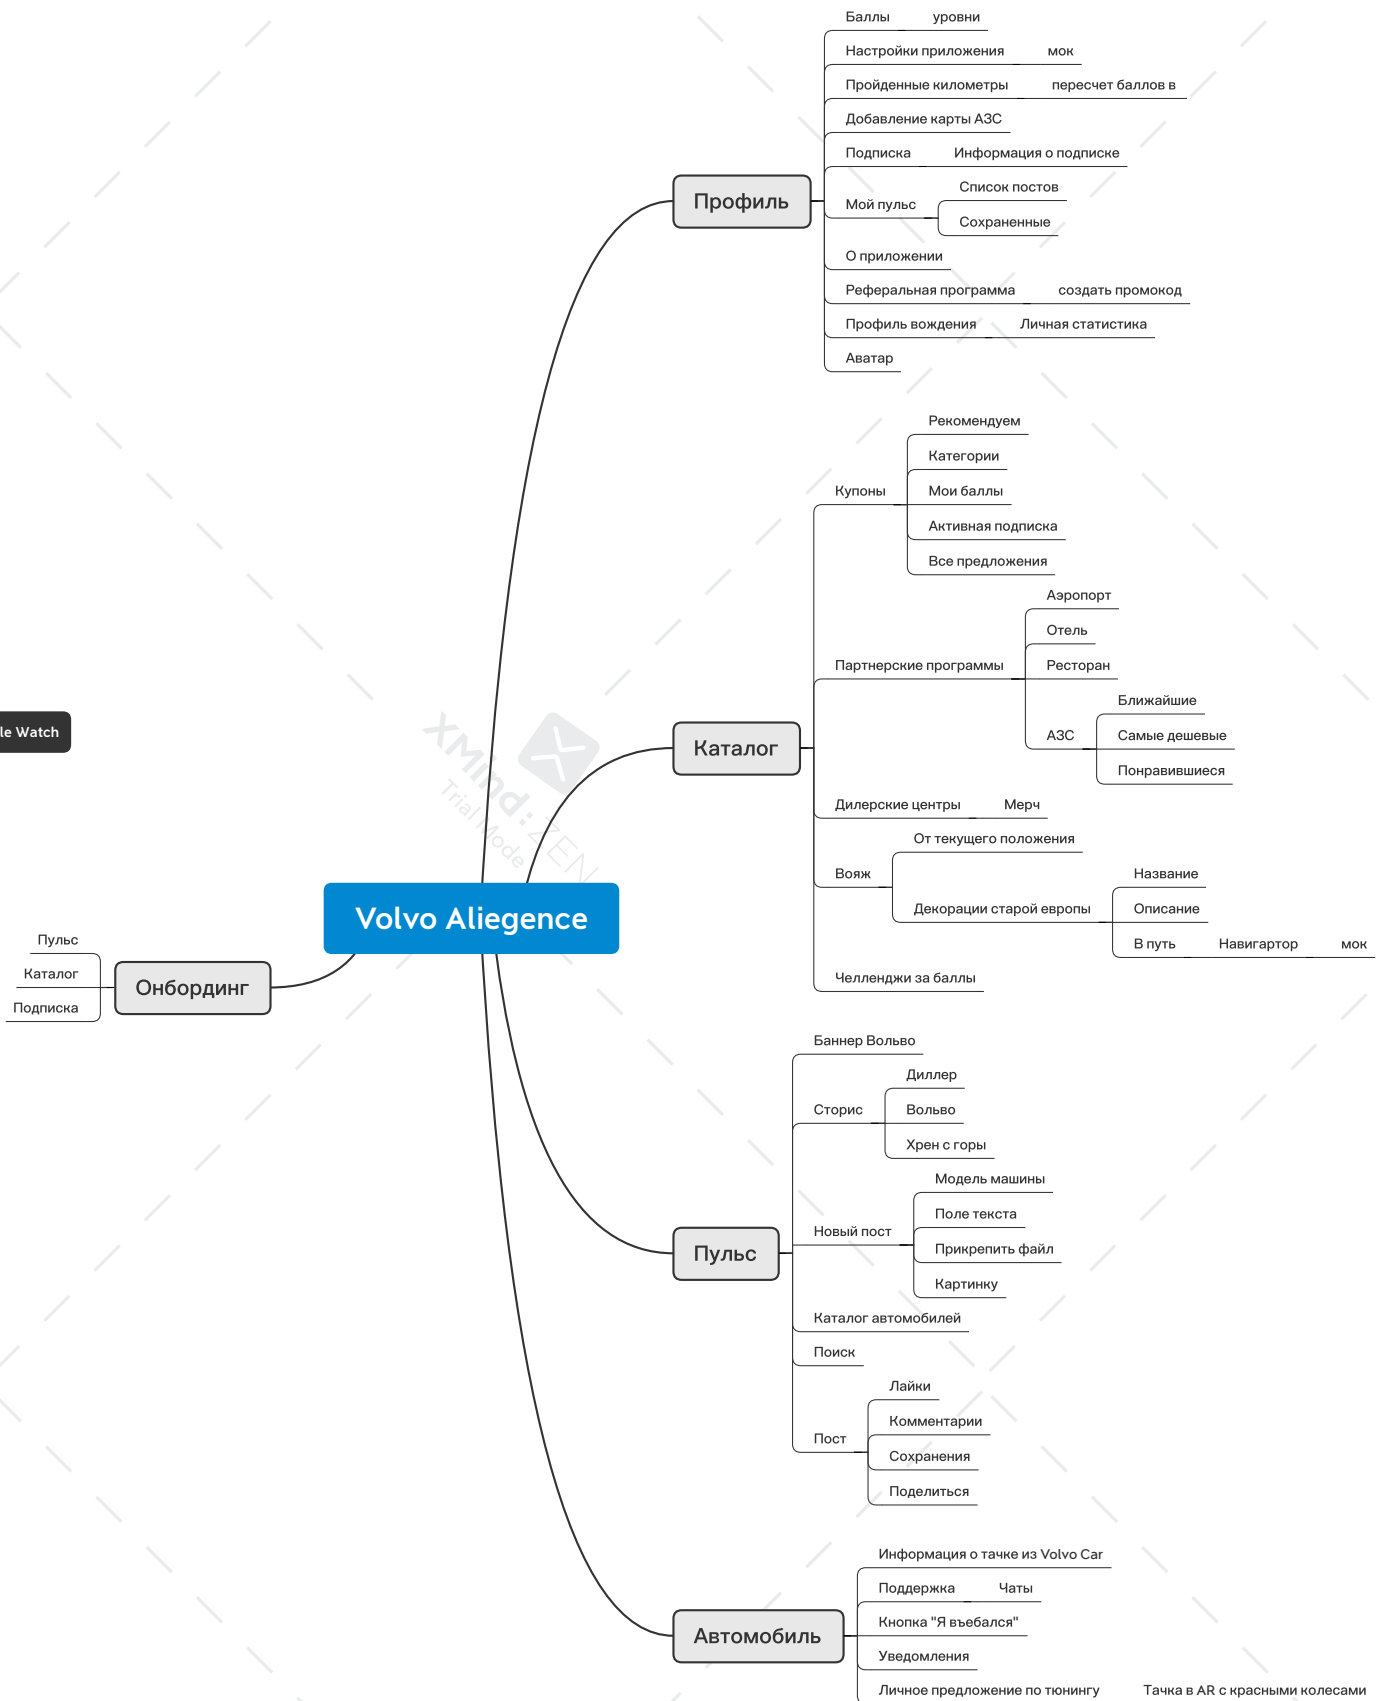 Volvo Aliegence
Профиль
Баллы
уровни
Настройки приложения
мок
Пройденные километры
пересчет баллов в
Добавление карты АЗС
Подписка
Информация о подписке
Мой пульс
Список постов
Сохраненные
О приложении
Реферальная программа
создать промокод
Профиль вождения
Личная статистика
Аватар
Каталог
Купоны
Рекомендуем
Категории
Мои баллы
Активная подписка
Все предложения
Партнерские программы
Аэропорт
Отель
Ресторан
АЗС
Ближайшие
Самые дешевые
Понравившиеся
Дилерские центры
Мерч
Вояж
От текущего положения
Декорации старой европы
Название
Описание
В путь
Навигартор
мок
Челленджи за баллы
Пульс
Баннер Вольво
Сторис
Диллер
Вольво
Хрен с горы
Новый пост
Модель машины
Поле текста
Прикрепить файл
Картинку
Каталог автомобилей
Поиск
Пост
Лайки
Комментарии
Сохранения
Поделиться
Автомобиль
Информация о тачке из Volvo Car
Поддержка
Чаты
Кнопка "Я въебался"
Уведомления
Личное предложение по тюнингу
Тачка в AR с красными колесами
Онбординг
Пульс
Каталог
Подписка
le Watch
XMind: ZEN
Trial Mode